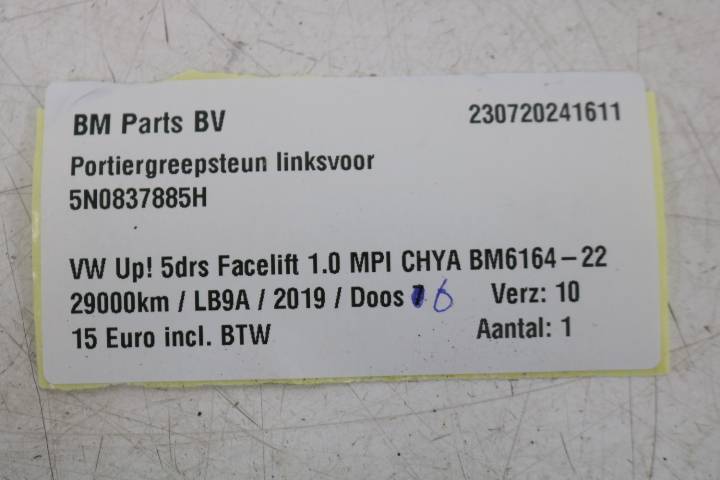 BM Parts BV 230720241611
Portiergreepsteun linksvoor
5N0837885H
VW Up! 5drs Facelift 1.0 MPI CHYA BM6164-22
29000km / LB9A / 2019 / Doos 6 Verz: 10
15 Euro incl. BTW Aantal: 1